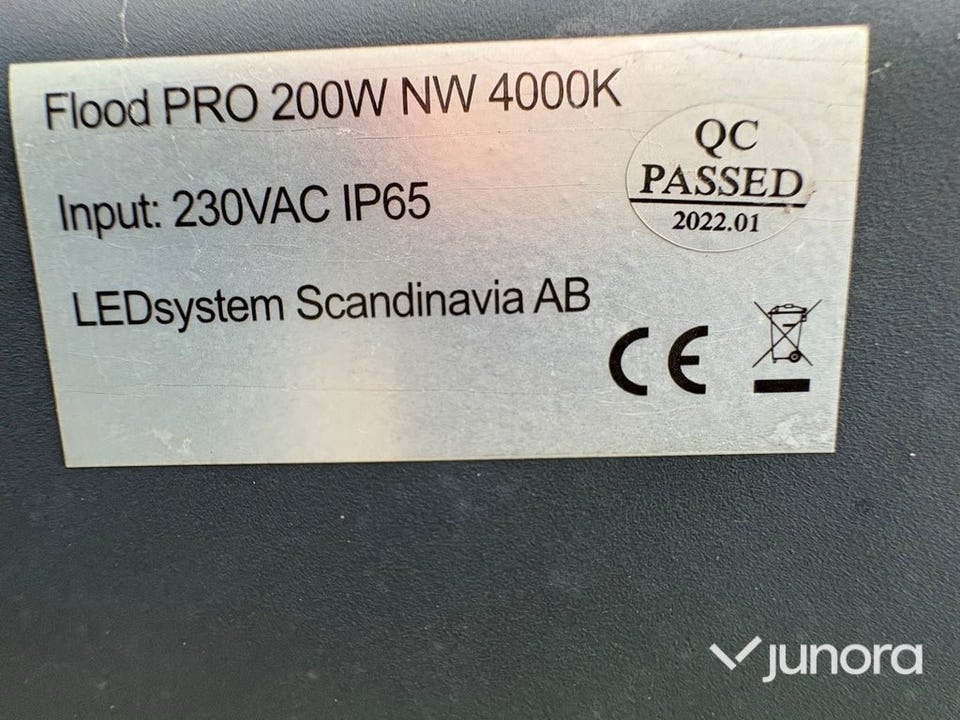 Flood PRO 200W NW 4000K
QC
PASSED
2022.01
Input: 230VAC IP65
LEDsystem Scandinavia AB
CE
junora